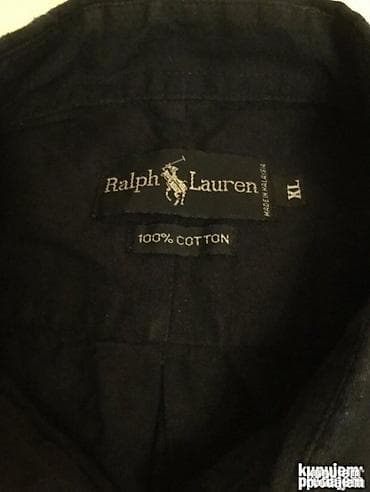 Ralph Lauren
MADE IN MALAYSIA
XL
100% COTTON
kupujem
prodajem